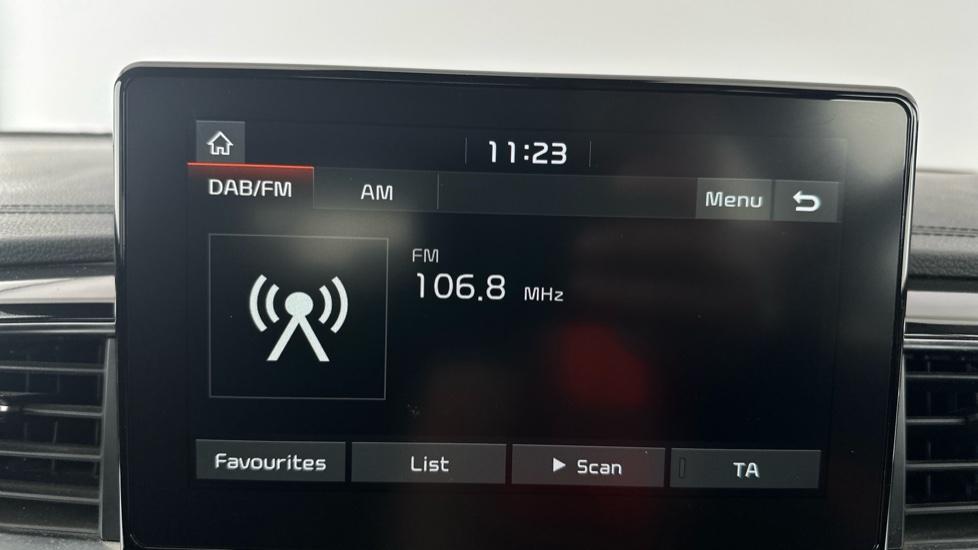 11:23
DAB/FM AM Menu
FM
106.8 MHz
Favourites List Scan TA